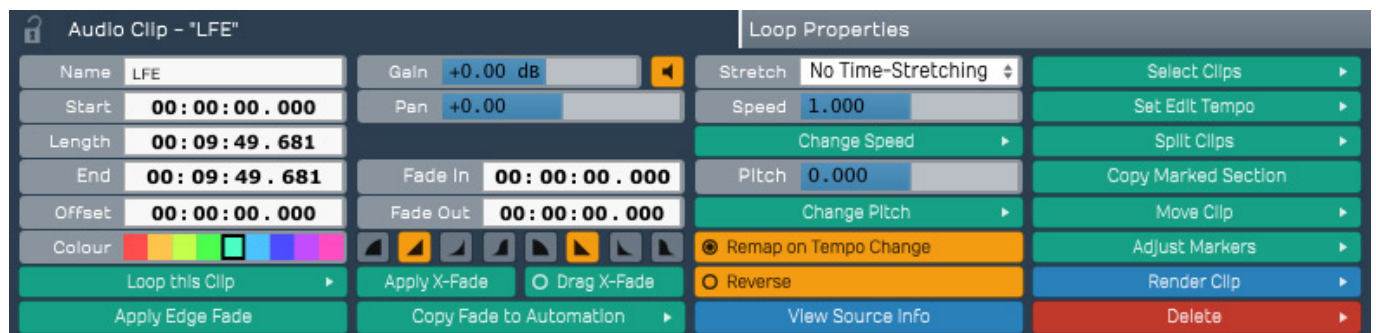 Audio Clip - "LFE"
Loop Properties
Name LFE
Gain +0.00 dB
Stretch No Time-Stretching
Select Clips
Start 00:00:00.000
Pan +0.00
Speed 1.000
Set Edit Tempo
Length 00:09:49.681
Change Speed
Split Clips
End 00:09:49.681
Fade In 00:00:00.000
Pitch 0.000
Copy Marked Section
Offset 00:00:00.000
Fade Out 00:00:00.000
Change Pitch
Move Clip
Colour
Remap on Tempo Change
Adjust Markers
Loop this Clip
Apply X-Fade
Drag X-Fade
Reverse
Render Clip
Apply Edge Fade
Copy Fade to Automation
View Source Info
Delete